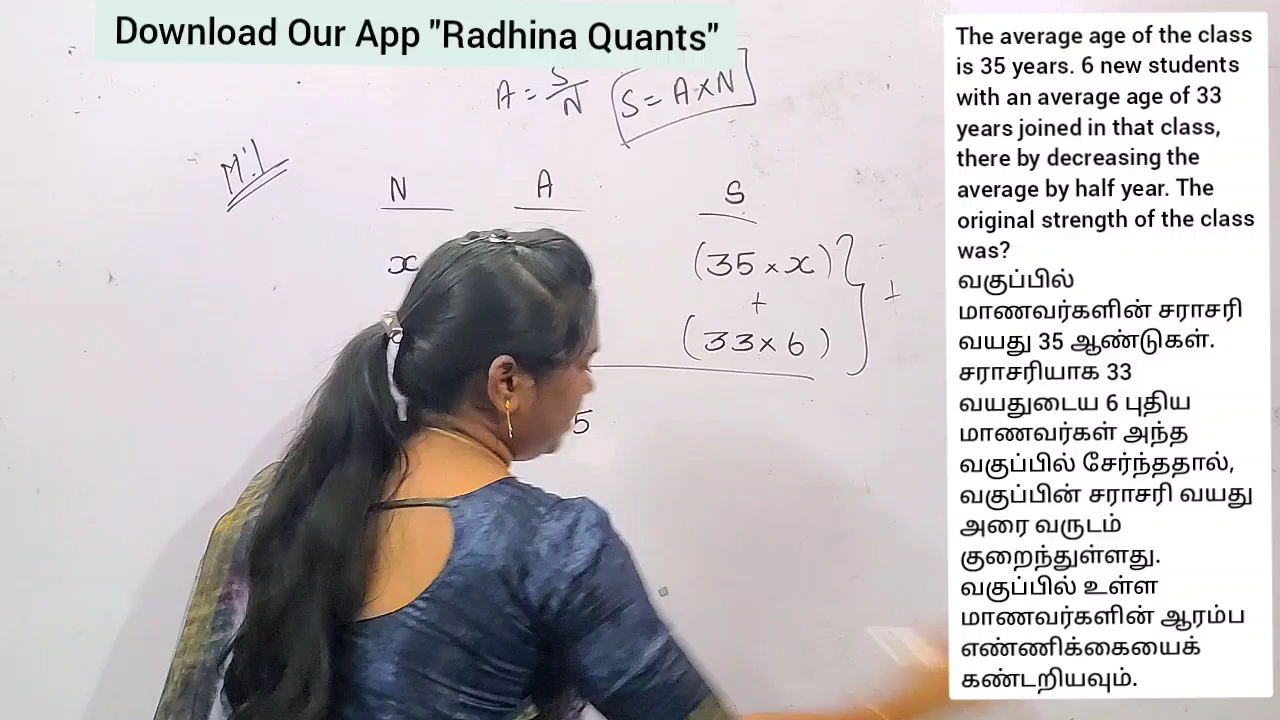 Download Our App "Radhina Quants"
A = S/N S = A×N
M:1
N A S
x (35 × x)
+ +
(33 × 6)
5
The average age of the class
is 35 years. 6 new students
with an average age of 33
years joined in that class,
there by decreasing the
average by half year. The
original strength of the class
was?
வகுப்பில்
மாணவர்களின் சராசரி
வயது 35 ஆண்டுகள்.
சராசரியாக 33
வயதுடைய 6 புதிய
மாணவர்கள் அந்த
வகுப்பில் சேர்ந்ததால்,
வகுப்பின் சராசரி வயது
அரை வருடம்
குறைந்துள்ளது.
வகுப்பில் உள்ள
மாணவர்களின் ஆரம்ப
எண்ணிக்கையைக்
கண்டறியவும்.